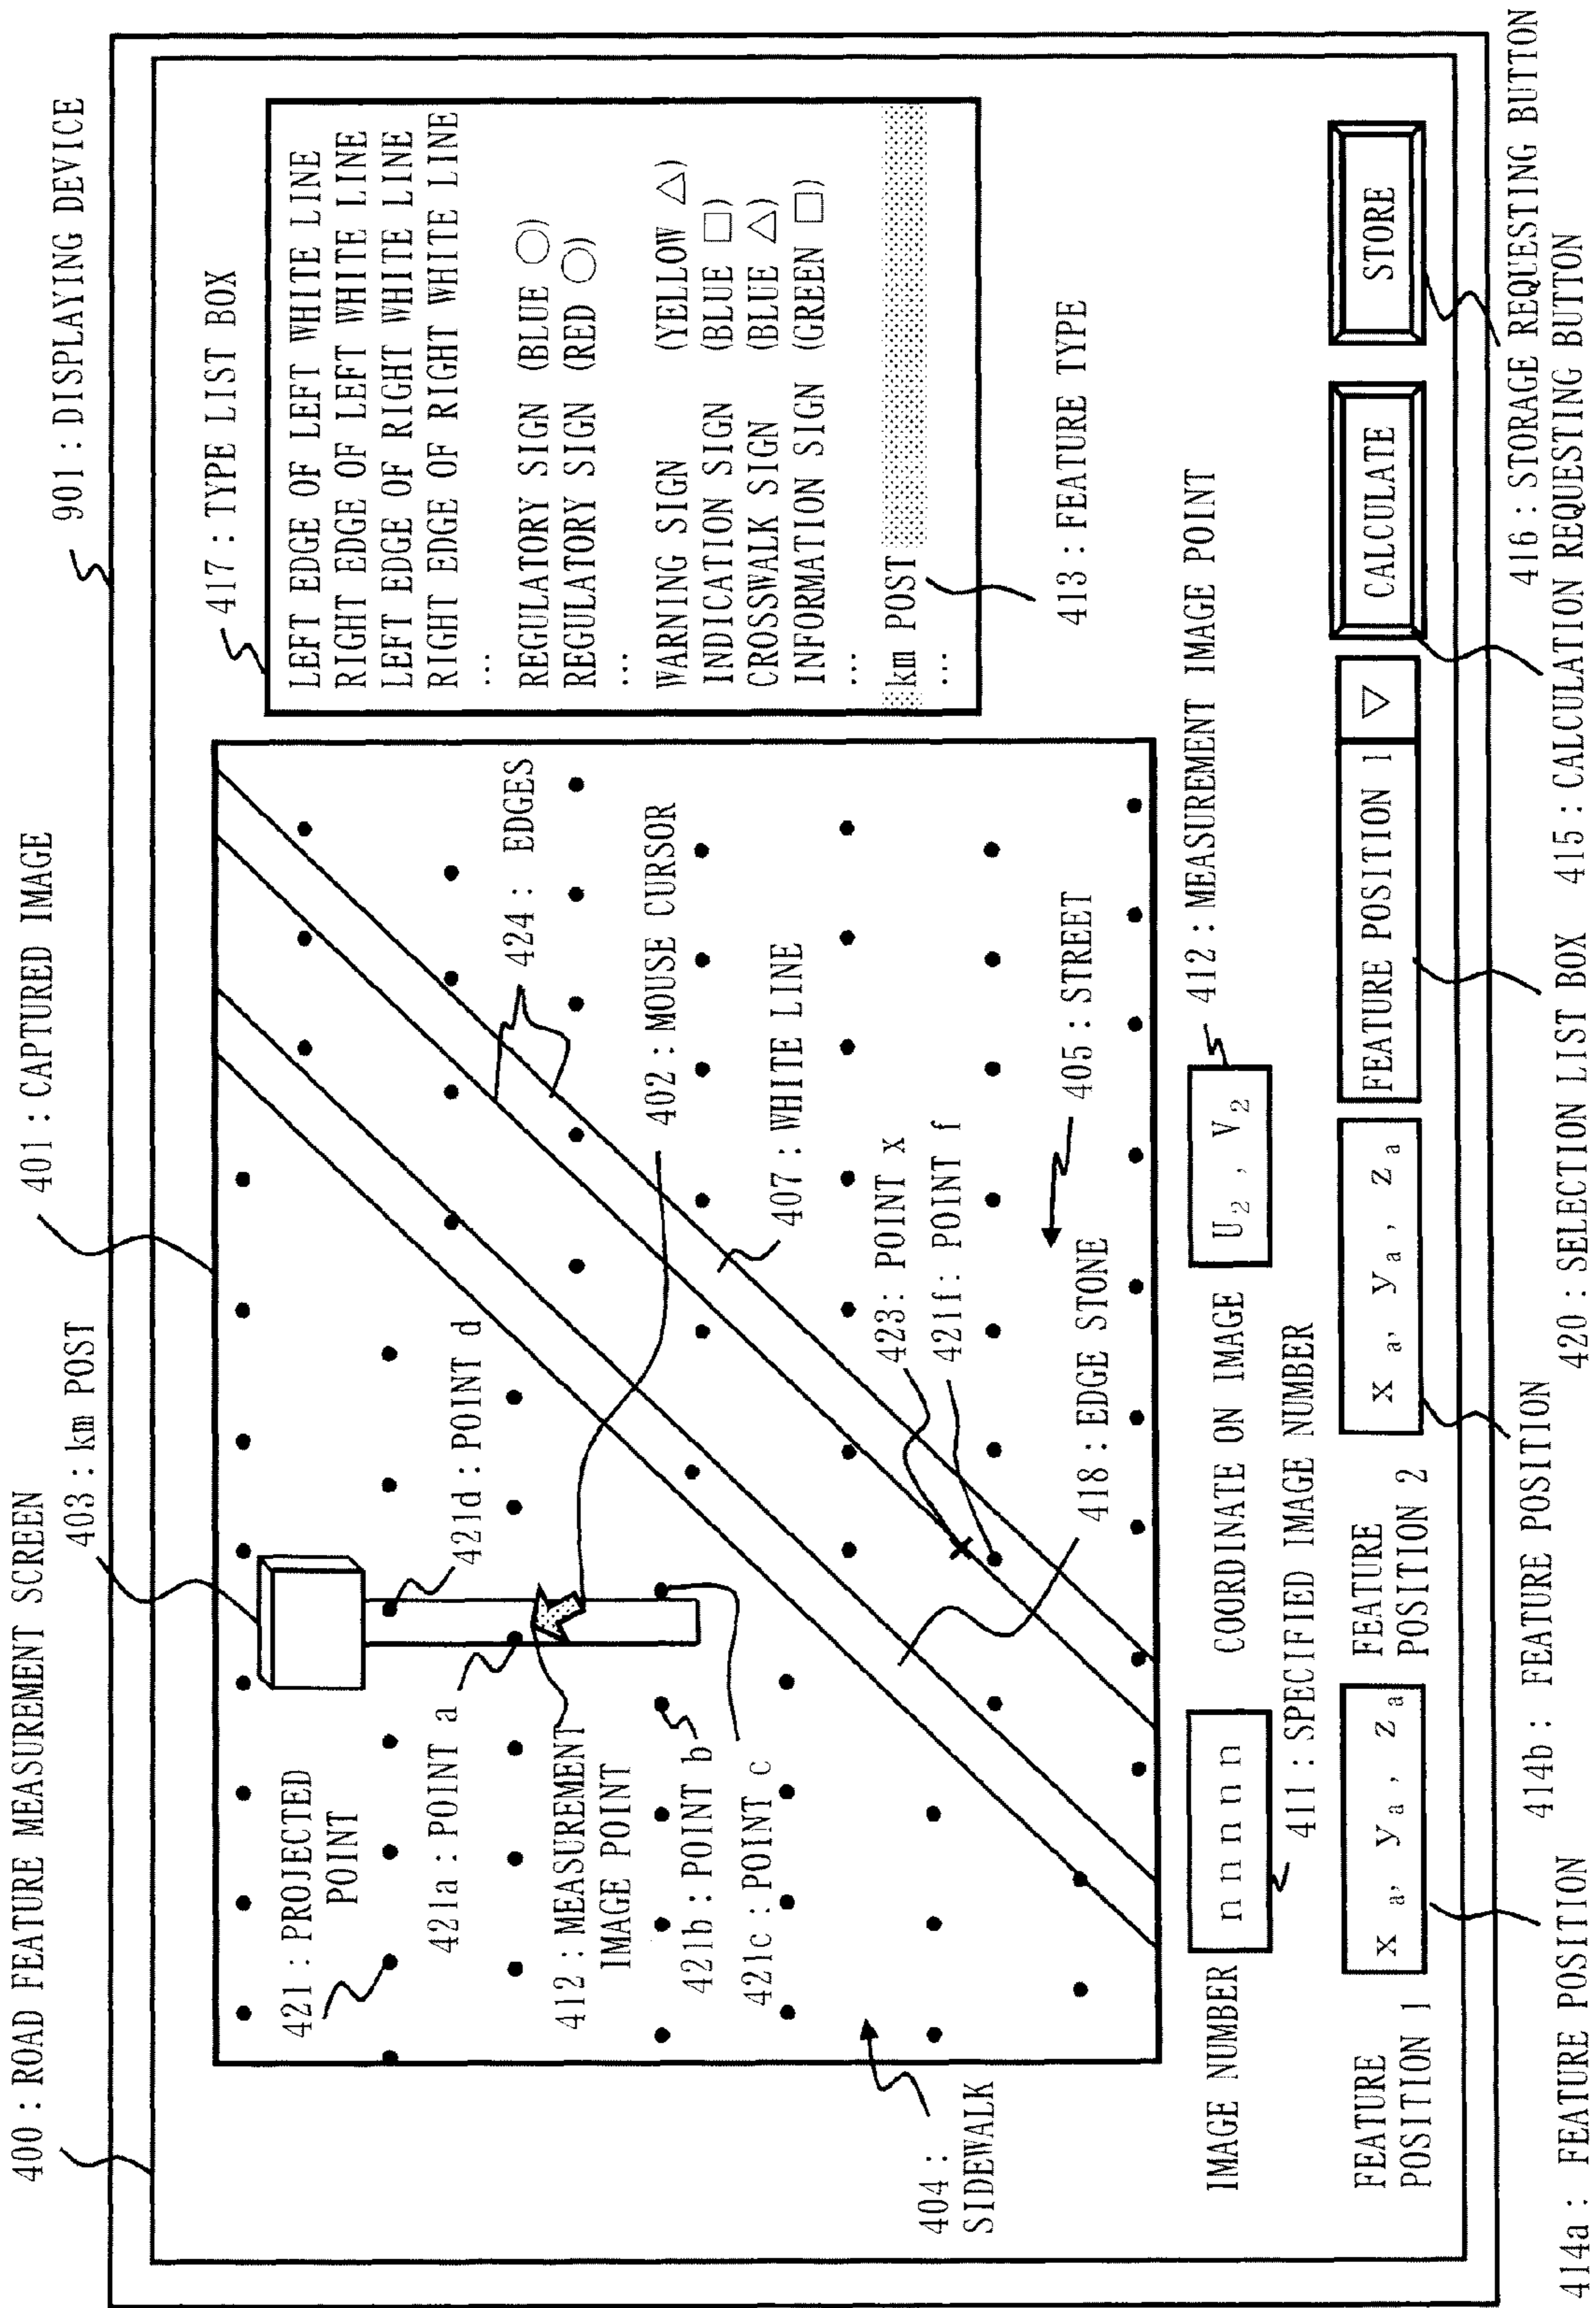 400 : ROAD FEATURE MEASUREMENT SCREEN
401 : CAPTURED IMAGE
901 : DISPLAYING DEVICE
403 : km POST
417 : TYPE LIST BOX
LEFT EDGE OF LEFT WHITE LINE
RIGHT EDGE OF LEFT WHITE LINE
LEFT EDGE OF RIGHT WHITE LINE
RIGHT EDGE OF RIGHT WHITE LINE
...
REGULATORY SIGN (BLUE ○)
REGULATORY SIGN (RED ○)
...
WARNING SIGN (YELLOW △)
INDICATION SIGN (BLUE □)
CROSSWALK SIGN (BLUE △)
INFORMATION SIGN (GREEN □)
...
km POST
...
413 : FEATURE TYPE
421 : PROJECTED
POINT
421d : POINT d
421a : POINT a
424 : EDGES
412 : MEASUREMENT
IMAGE POINT
402 : MOUSE CURSOR
421b : POINT b
421c : POINT c
407 : WHITE LINE
423 : POINT x
421f : POINT f
404 :
SIDEWALK
405 : STREET
418 : EDGE STONE
IMAGE NUMBER
n n n n n
COORDINATE ON IMAGE
U₂ , V₂
412 : MEASUREMENT IMAGE POINT
411 : SPECIFIED IMAGE NUMBER
FEATURE
POSITION 1
x a, y a, z a
FEATURE
POSITION 2
x a, y a, z a
FEATURE POSITION 1 ▽
CALCULATE
STORE
416 : STORAGE REQUESTING BUTTON
414b : FEATURE POSITION
415 : CALCULATION REQUESTING BUTTON
414a : FEATURE POSITION
420 : SELECTION LIST BOX